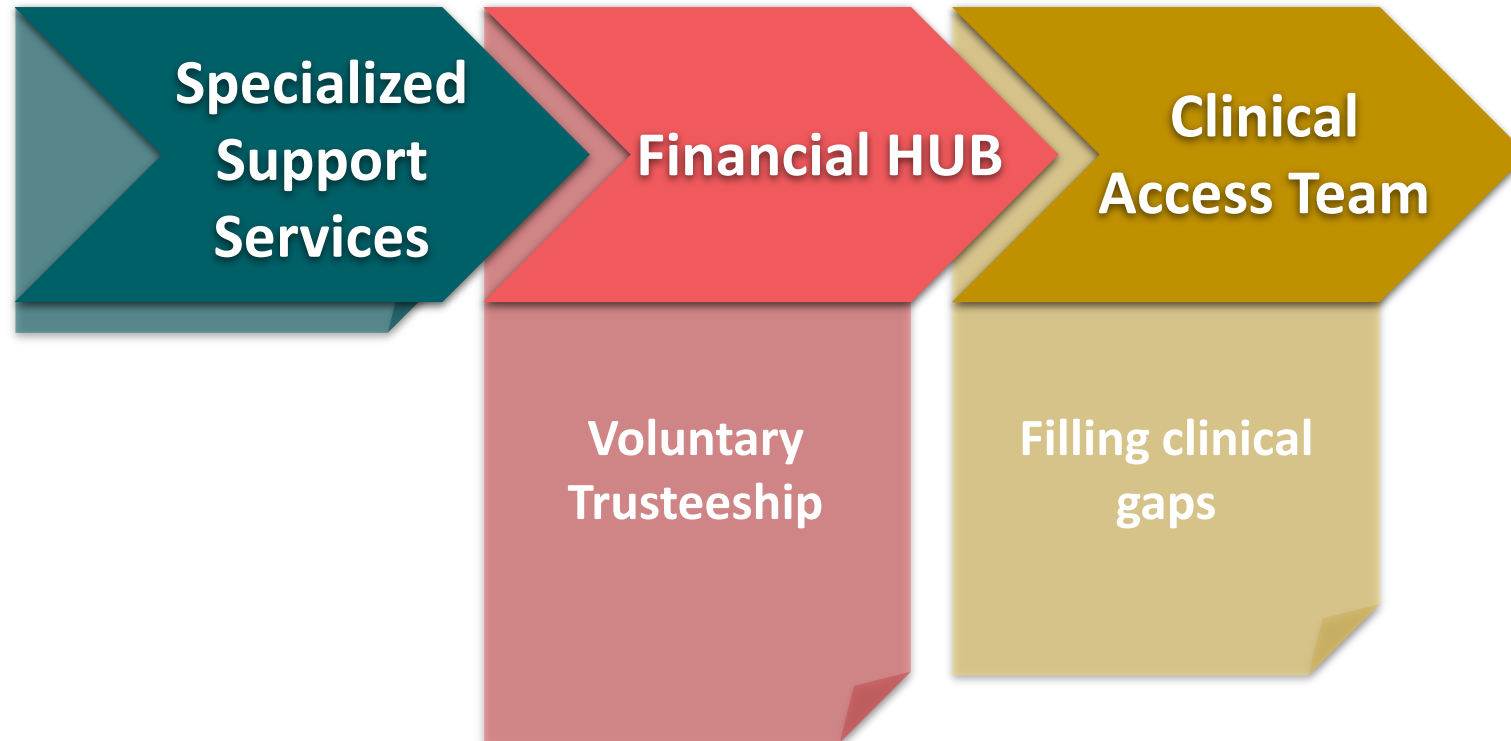 Specialized
Support
Services
Financial HUB
Clinical
Access Team
Voluntary
Trusteeship
Filling clinical
gaps